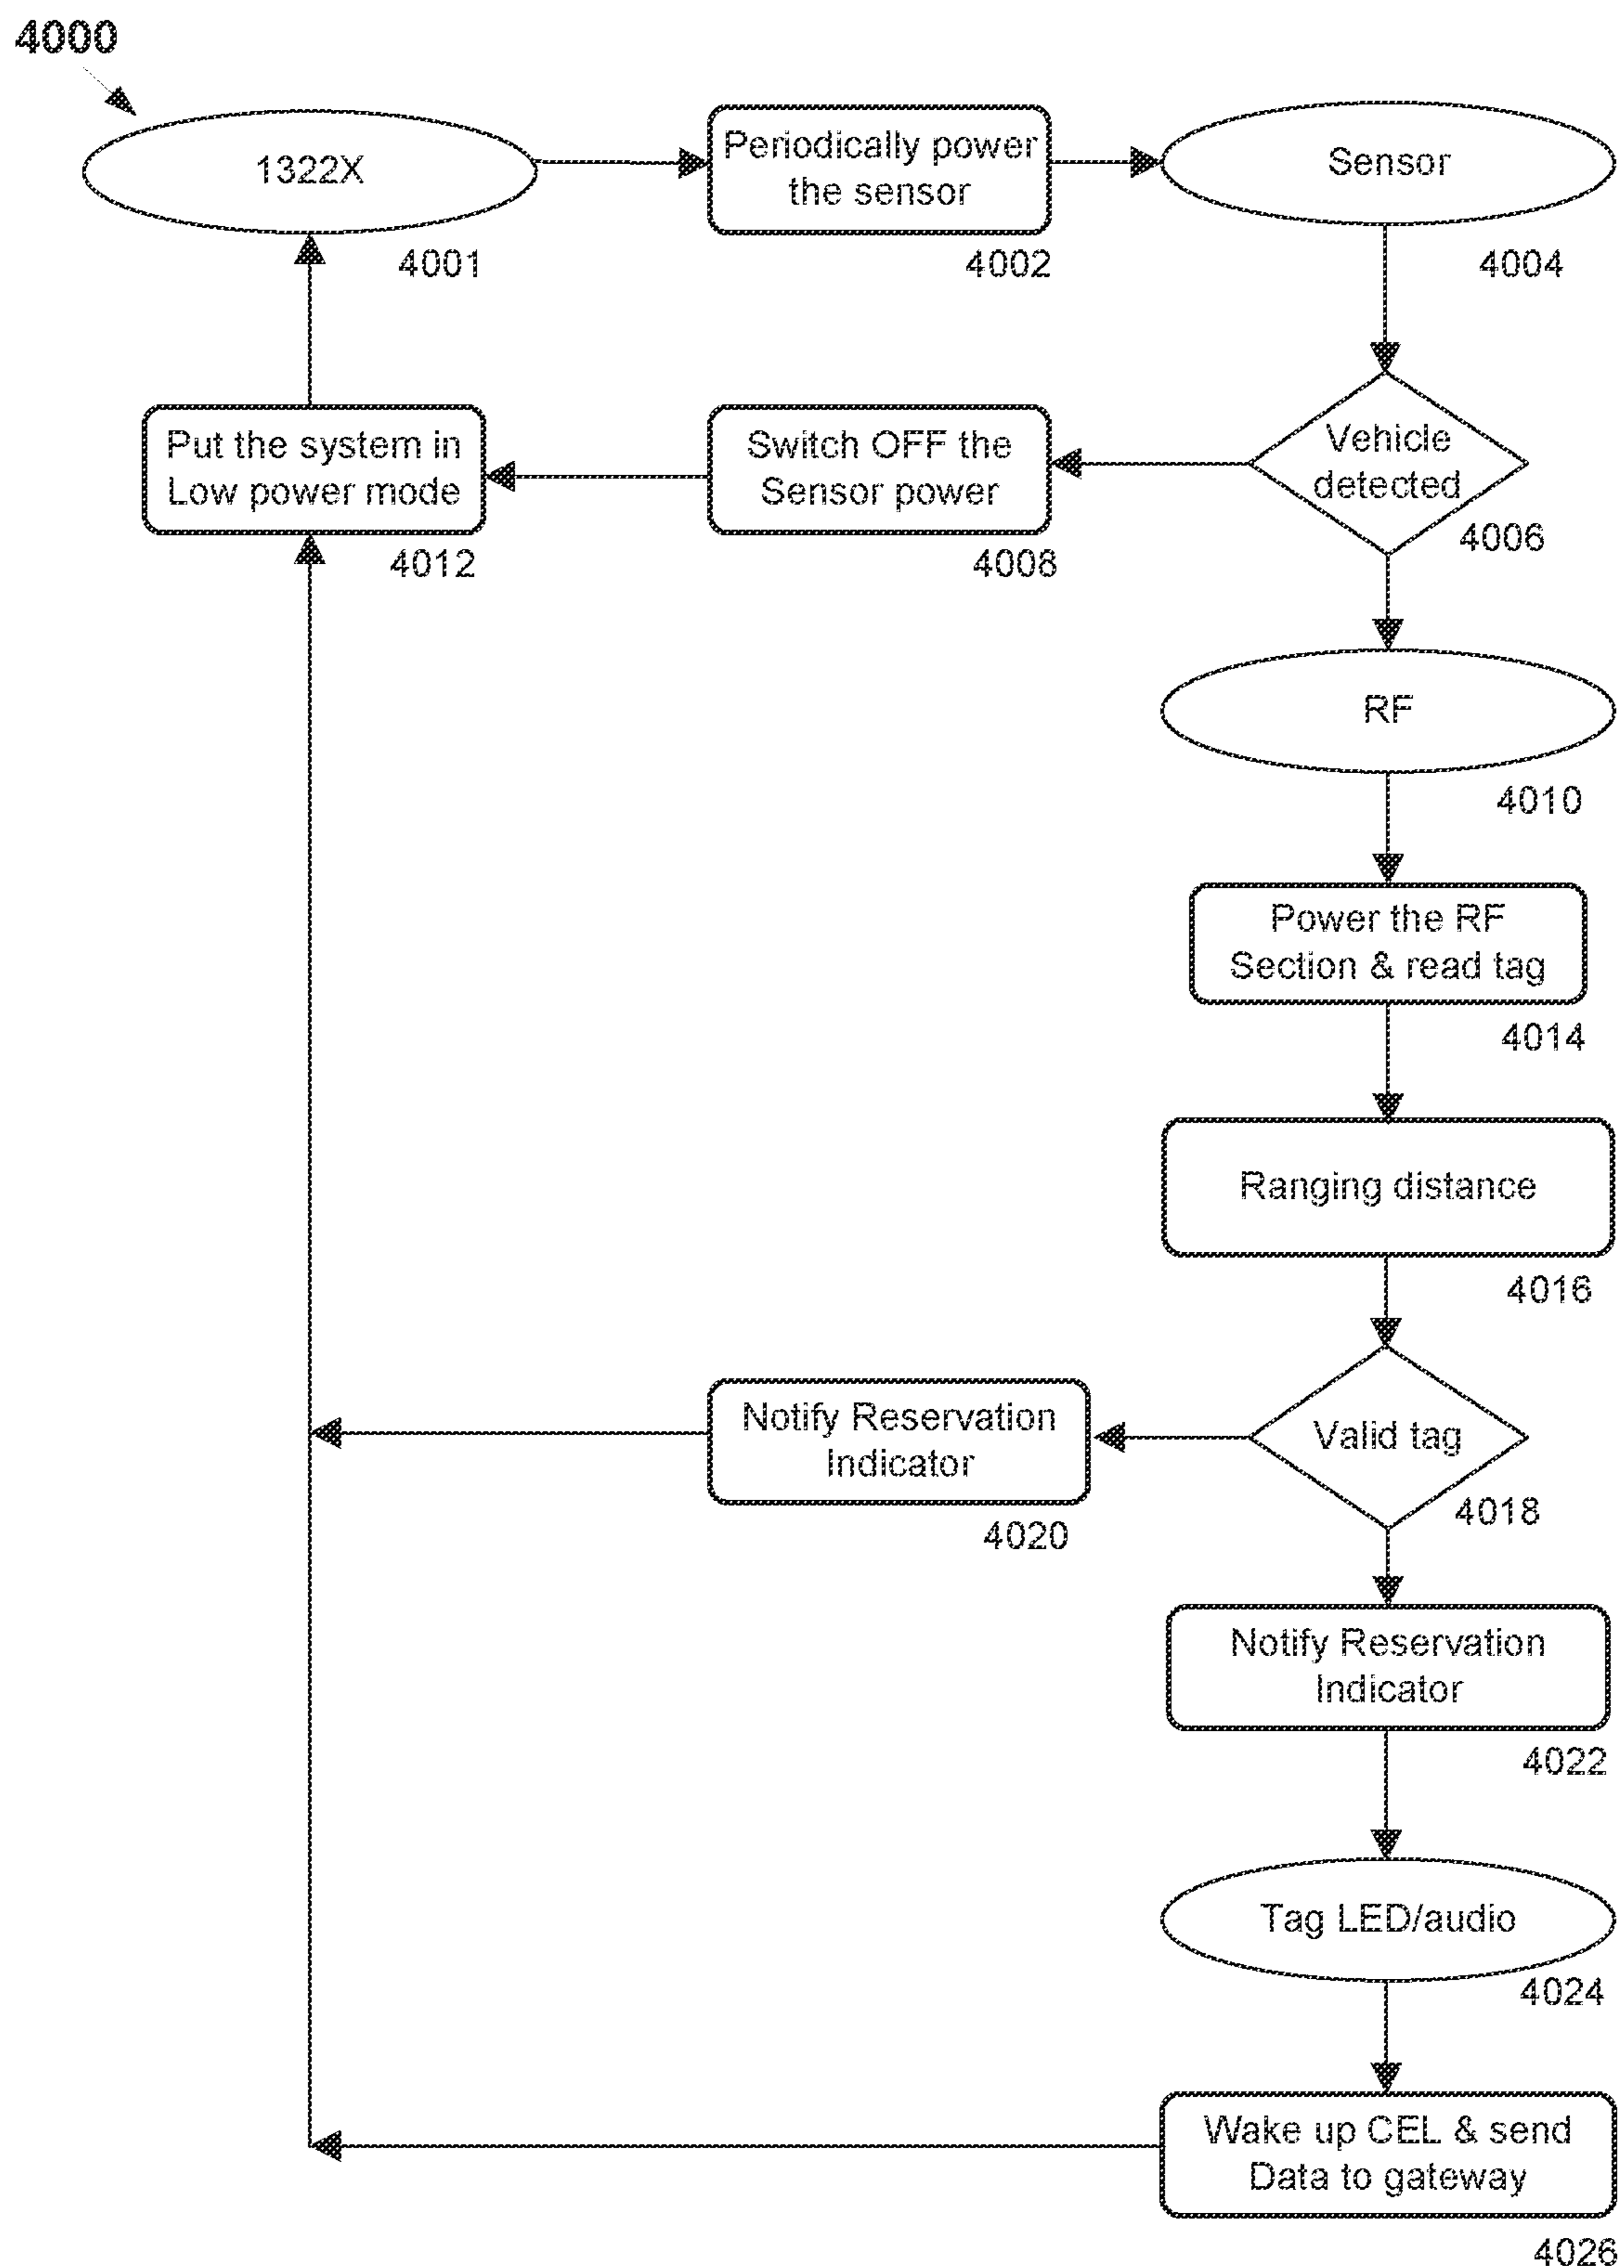 4000
1322X
4001
Periodically power
the sensor
4002
Sensor
4004
Put the system in
Low power mode
4012
Switch OFF the
Sensor power
4008
Vehicle
detected
4006
RF
4010
Power the RF
Section & read tag
4014
Ranging distance
4016
Notify Reservation
Indicator
4020
Valid tag
4018
Notify Reservation
Indicator
4022
Tag LED/audio
4024
Wake up CEL & send
Data to gateway
4026